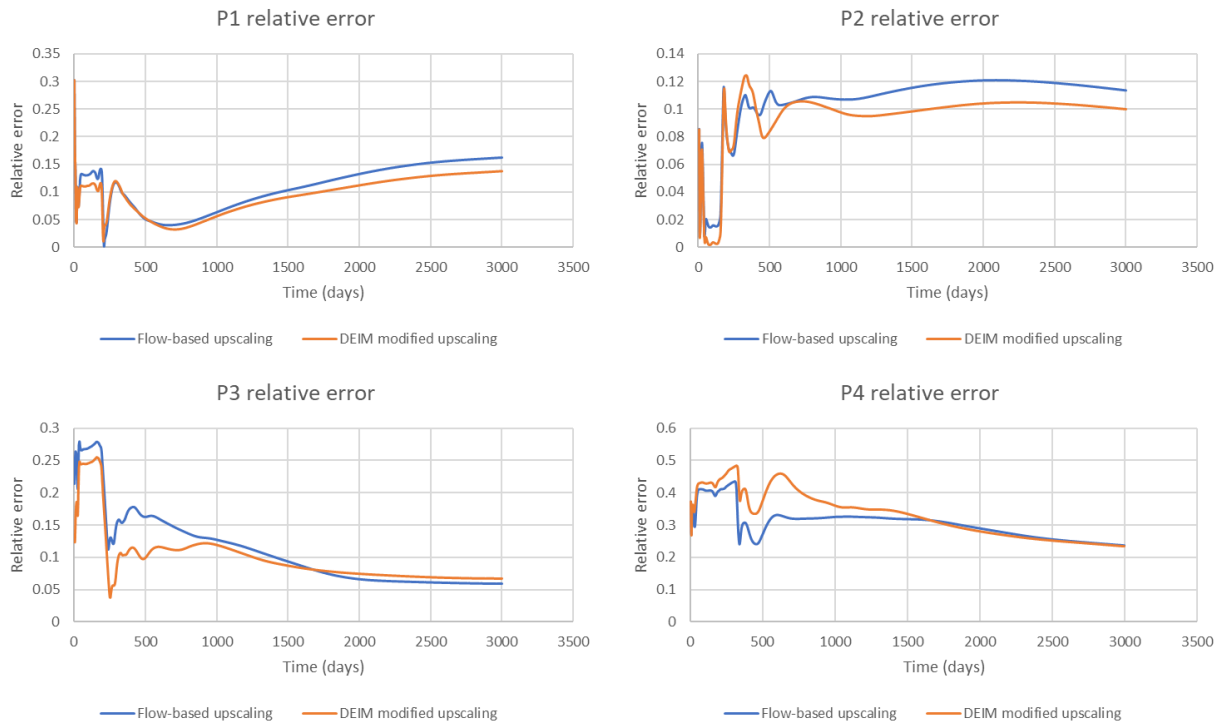 P1 relative error
0.35
0.3
0.25
0.2
0.15
0.1
0.05
0
Relative error
0 500 1000 1500 2000 2500 3000 3500
Time (days)
Flow-based upscaling DEIM modified upscaling
P2 relative error
0.14
0.12
0.1
0.08
0.06
0.04
0.02
0
Relative error
0 500 1000 1500 2000 2500 3000 3500
Time (days)
Flow-based upscaling DEIM modified upscaling
P3 relative error
0.3
0.25
0.2
0.15
0.1
0.05
0
Relative error
0 500 1000 1500 2000 2500 3000 3500
Time (days)
Flow-based upscaling DEIM modified upscaling
P4 relative error
0.6
0.5
0.4
0.3
0.2
0.1
0
Relative error
0 500 1000 1500 2000 2500 3000 3500
Time (days)
Flow-based upscaling DEIM modified upscaling